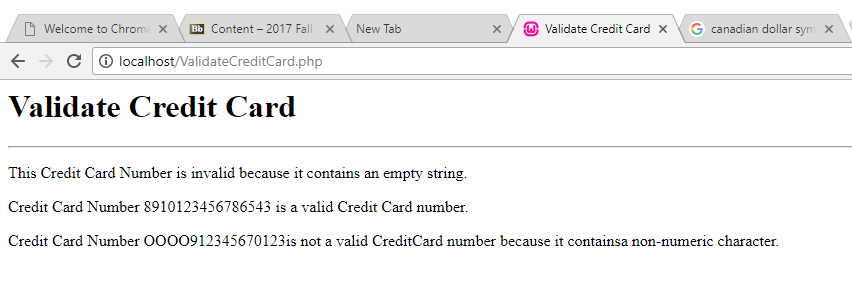 Welcome to Chrome
Bb Content – 2017 Fall
New Tab
Validate Credit Card
canadian dollar sym
localhost/ValidateCreditCard.php
Validate Credit Card
This Credit Card Number is invalid because it contains an empty string.
Credit Card Number 8910123456786543 is a valid Credit Card number.
Credit Card Number OOOO912345670123is not a valid CreditCard number because it containsa non-numeric character.